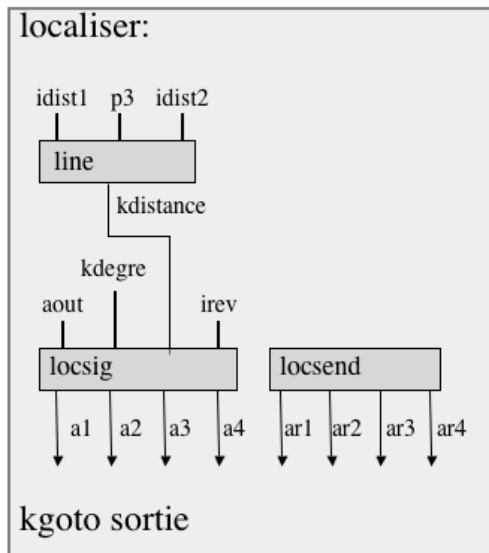 localiser:
idist1 p3 idist2
line
kdistance
kdegre
aout irev
locsig locsend
a1 a2 a3 a4 ar1 ar2 ar3 ar4
kgoto sortie